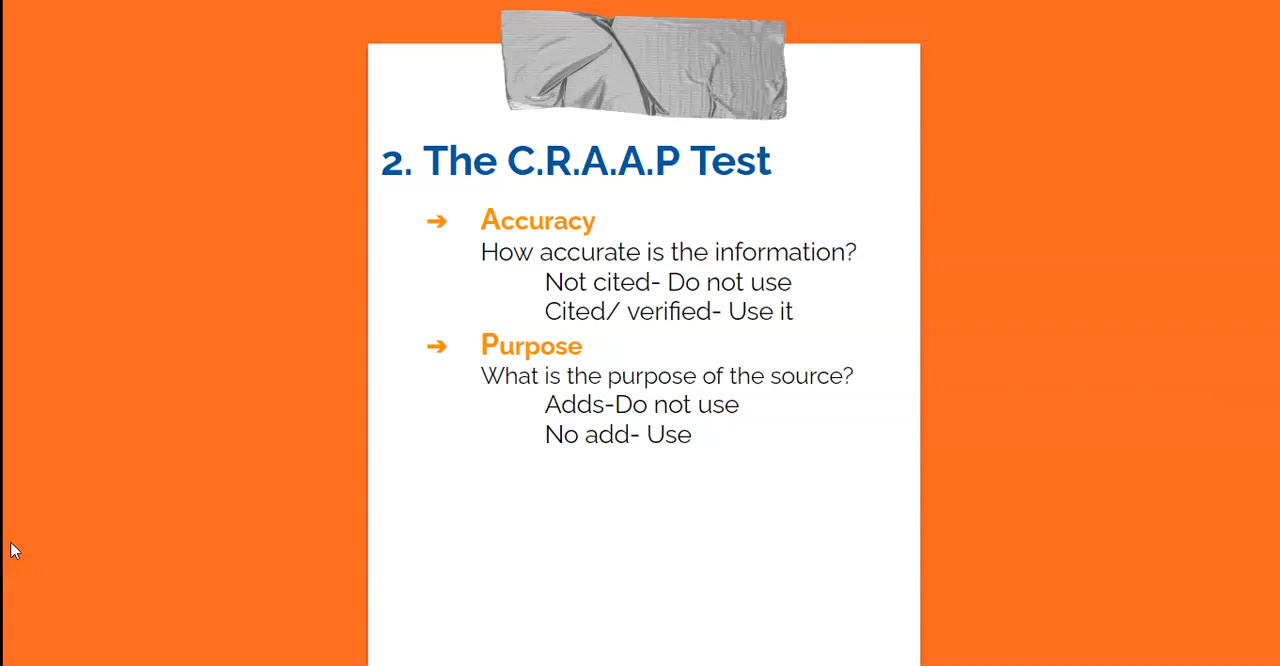 2. The C.R.A.A.P Test
➔ Accuracy
How accurate is the information?
Not cited- Do not use
Cited/ verified- Use it
➔ Purpose
What is the purpose of the source?
Adds-Do not use
No add- Use